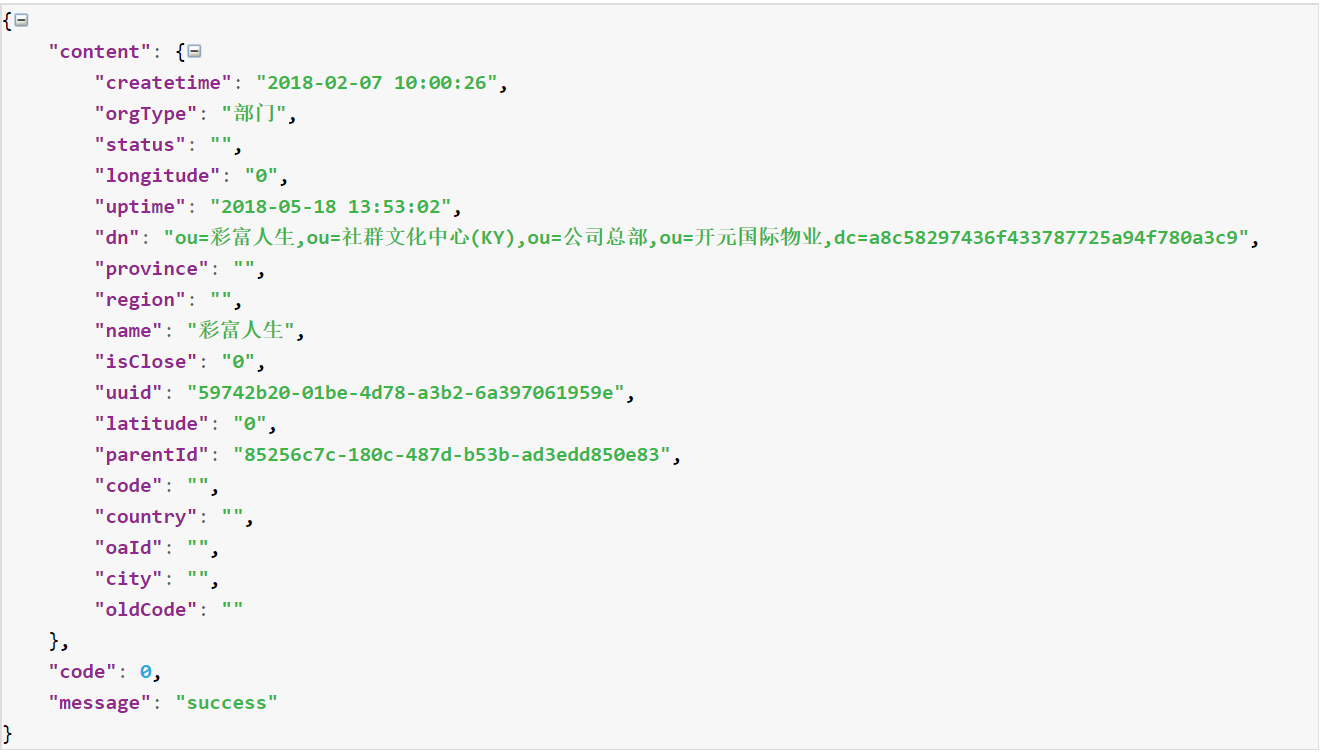 {
"content": {
"createtime": "2018-02-07 10:00:26",
"orgType": "部门",
"status": "",
"longitude": "0",
"uptime": "2018-05-18 13:53:02",
"dn": "ou=彩富人生,ou=社群文化中心(KY),ou=公司总部,ou=开元国际物业,dc=a8c58297436f433787725a94f780a3c9",
"province": "",
"region": "",
"name": "彩富人生",
"isClose": "0",
"uuid": "59742b20-01be-4d78-a3b2-6a397061959e",
"latitude": "0",
"parentId": "85256c7c-180c-487d-b53b-ad3edd850e83",
"code": "",
"country": "",
"oaId": "",
"city": "",
"oldCode": ""
},
"code": 0,
"message": "success"
}